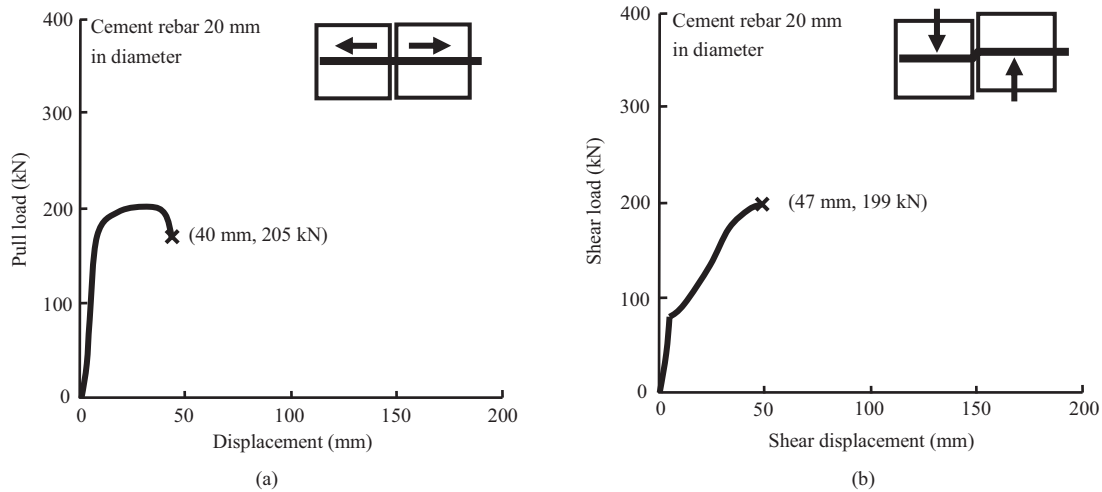 400
Cement rebar 20 mm
in diameter
300
200
100
0
Pull load (kN)
(40 mm, 205 kN)
0
50
100
150
200
Displacement (mm)
(a)
400
Cement rebar 20 mm
in diameter
300
200
100
0
Shear load (kN)
(47 mm, 199 kN)
0
50
100
150
200
Shear displacement (mm)
(b)